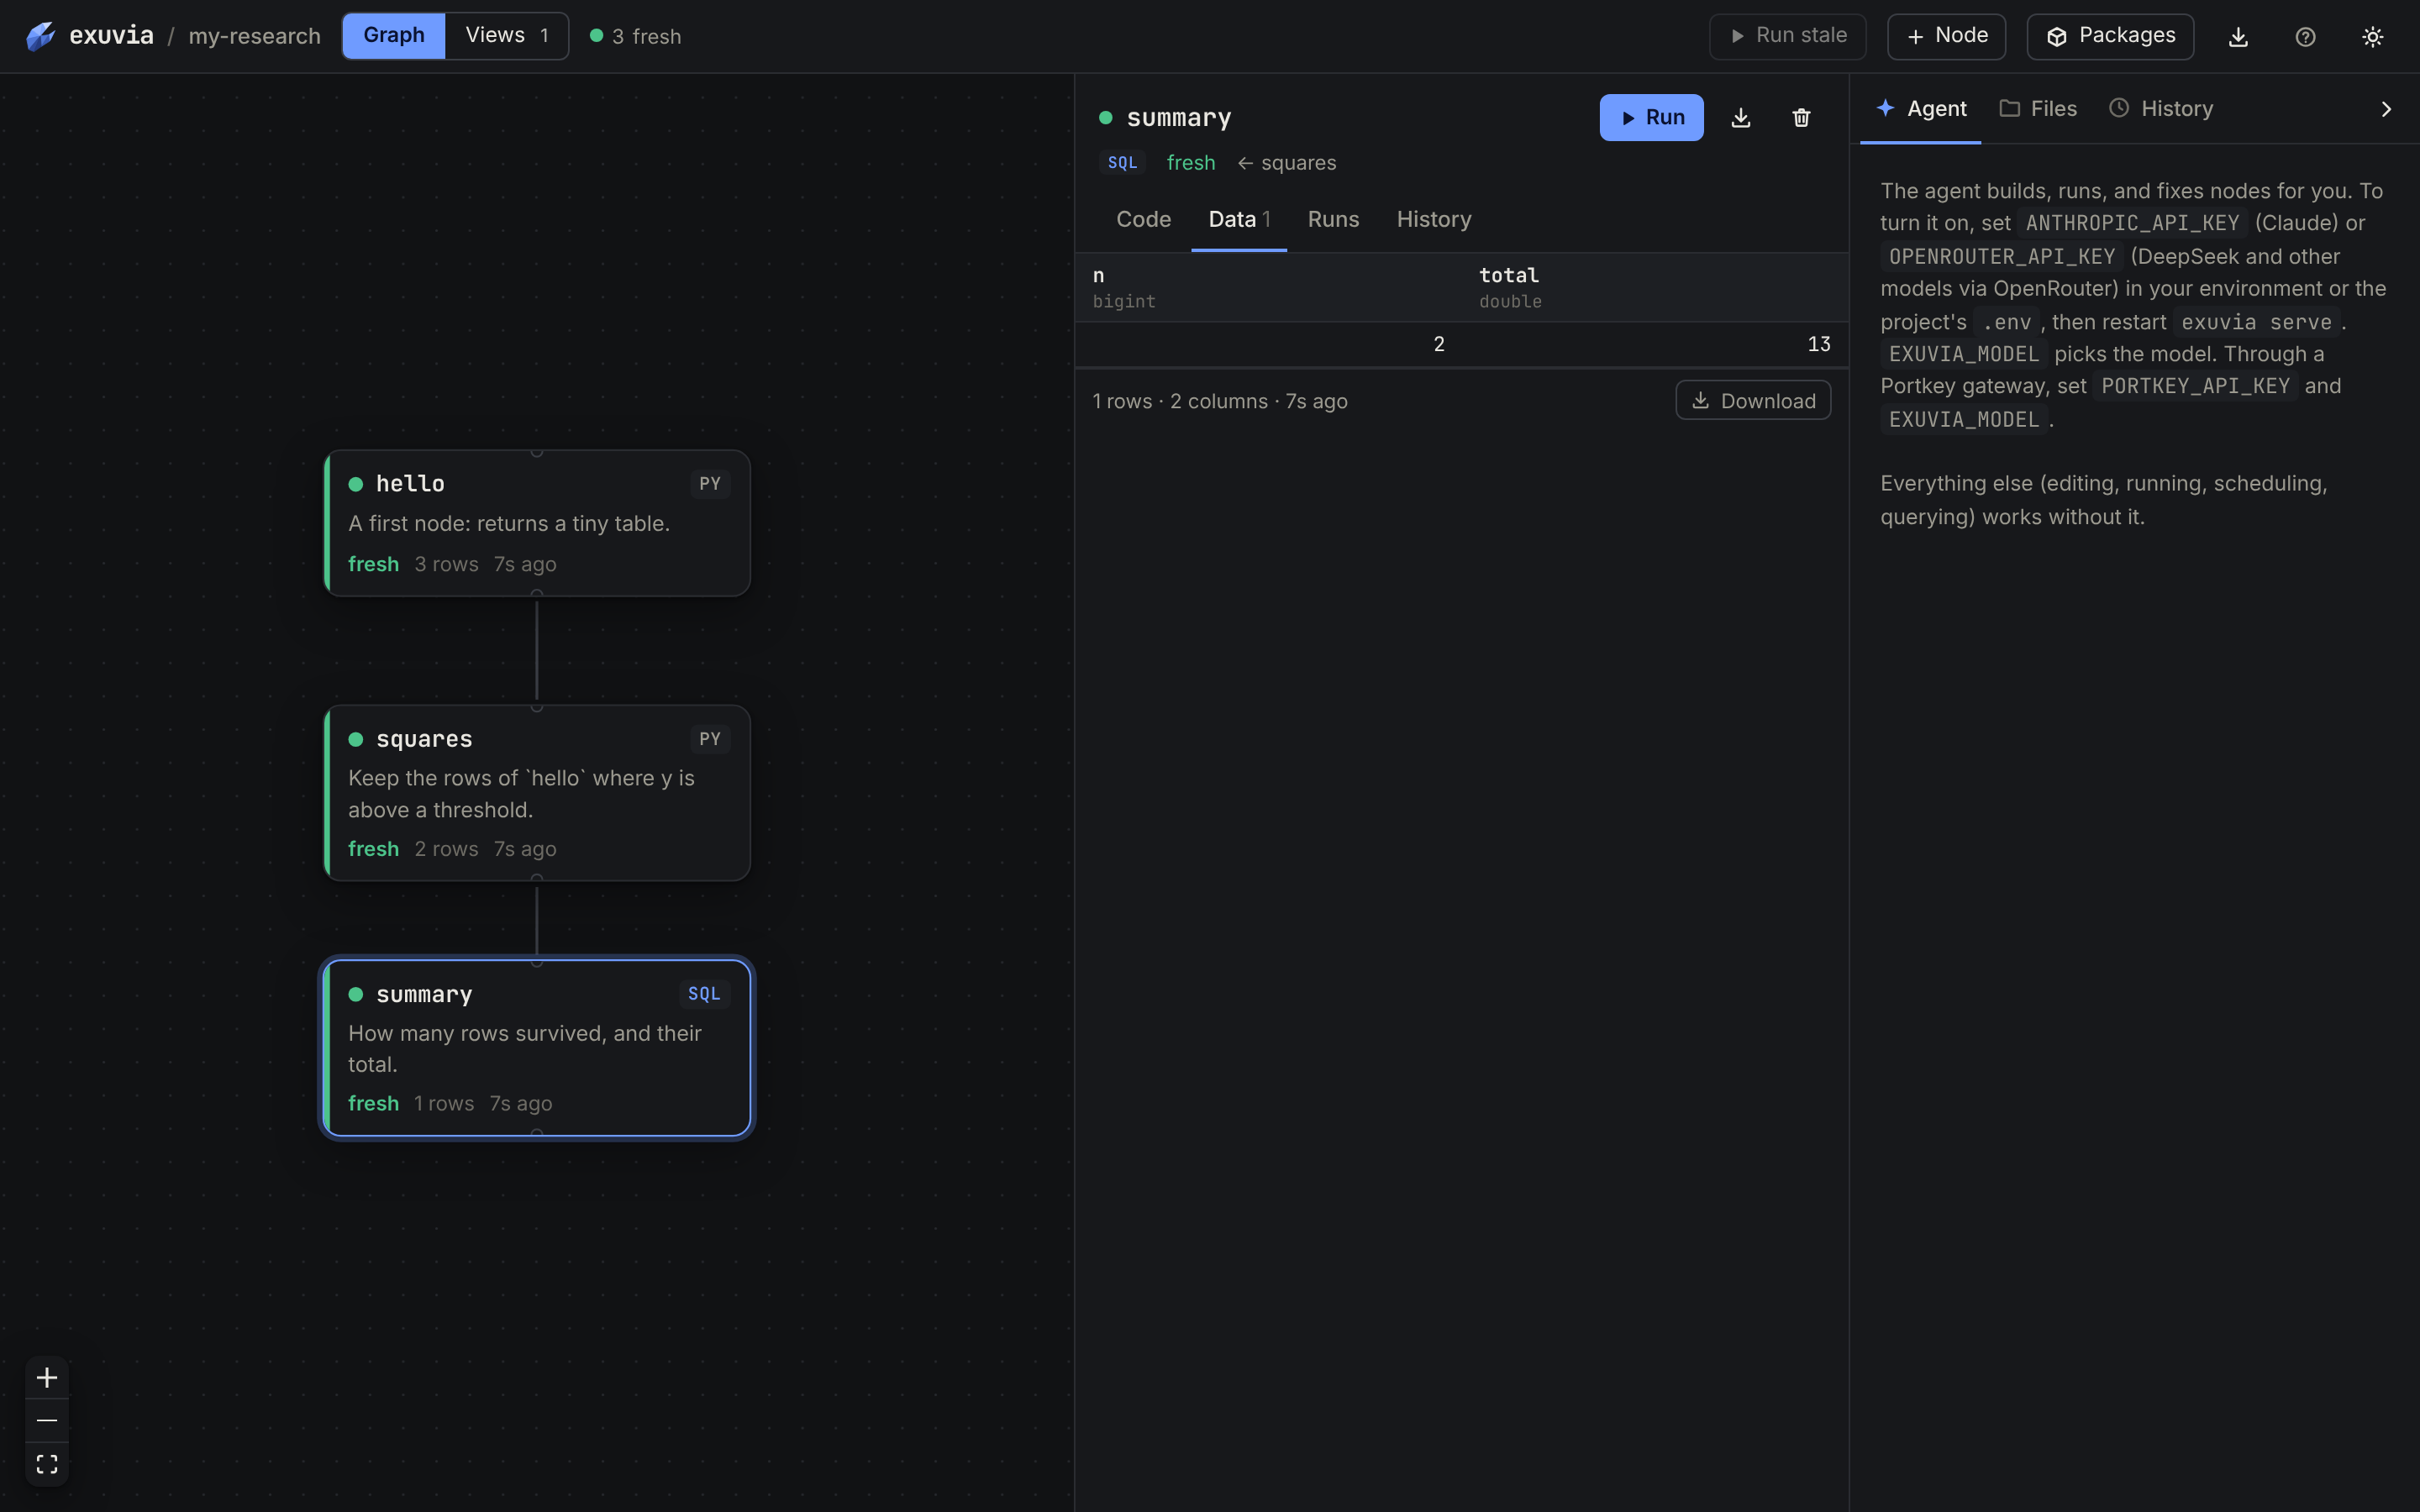 exuvia / my-research Graph Views 1 3 fresh Run stale + Node Packages
hello PY
A first node: returns a tiny table.
fresh 3 rows 7s ago
squares PY
Keep the rows of `hello` where y is
above a threshold.
fresh 2 rows 7s ago
summary SQL
How many rows survived, and their
total.
fresh 1 rows 7s ago
summary Run
SQL fresh ← squares
Code Data 1 Runs History
n total
bigint double
2 13
1 rows · 2 columns · 7s ago Download
Agent Files History
The agent builds, runs, and fixes nodes for you. To
turn it on, set ANTHROPIC_API_KEY (Claude) or
OPENROUTER_API_KEY (DeepSeek and other
models via OpenRouter) in your environment or the
project's .env, then restart exuvia serve.
EXUVIA_MODEL picks the model. Through a
Portkey gateway, set PORTKEY_API_KEY and
EXUVIA_MODEL.
Everything else (editing, running, scheduling,
querying) works without it.